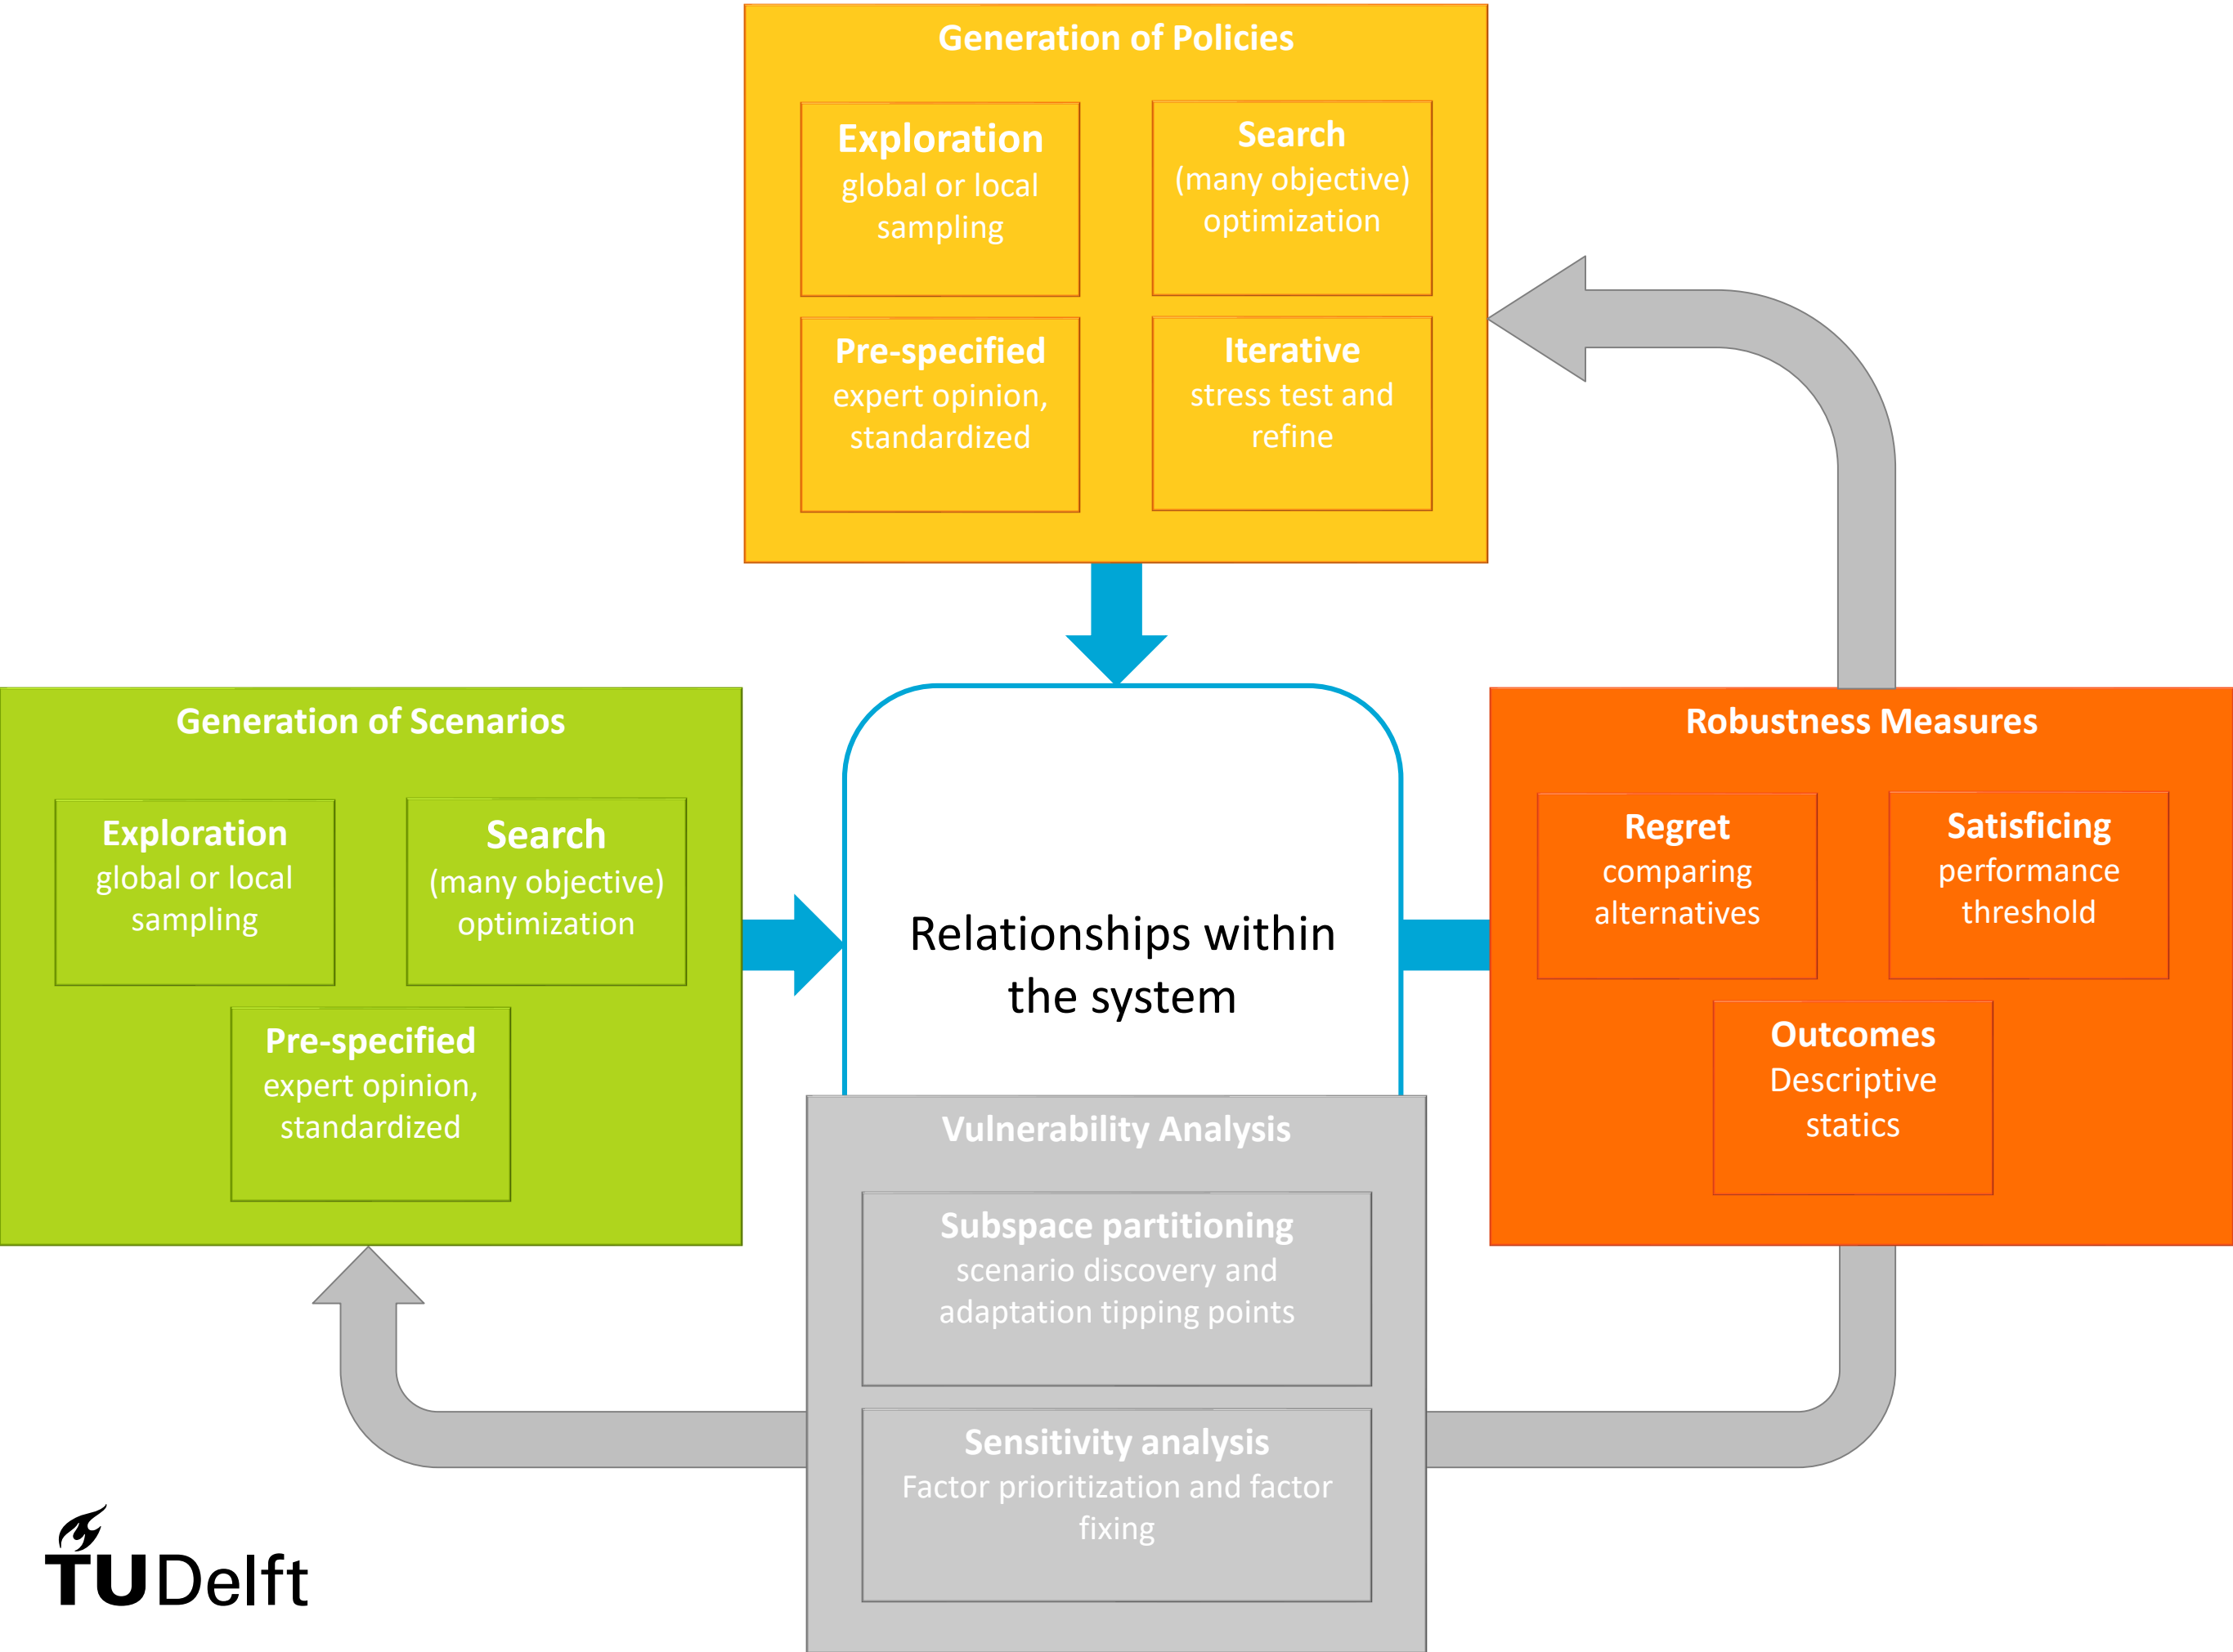 Generation of Policies
Exploration
global or local
sampling
Search
(many objective)
optimization
Pre-specified
expert opinion,
standardized
Iterative
stress test and
refine
Generation of Scenarios
Exploration
global or local
sampling
Search
(many objective)
optimization
Pre-specified
expert opinion,
standardized
Relationships within
the system
Robustness Measures
Regret
comparing
alternatives
Satisficing
performance
threshold
Outcomes
Descriptive
statics
Vulnerability Analysis
Subspace partitioning
scenario discovery and
adaptation tipping points
Sensitivity analysis
Factor prioritization and factor
fixing
TU Delft